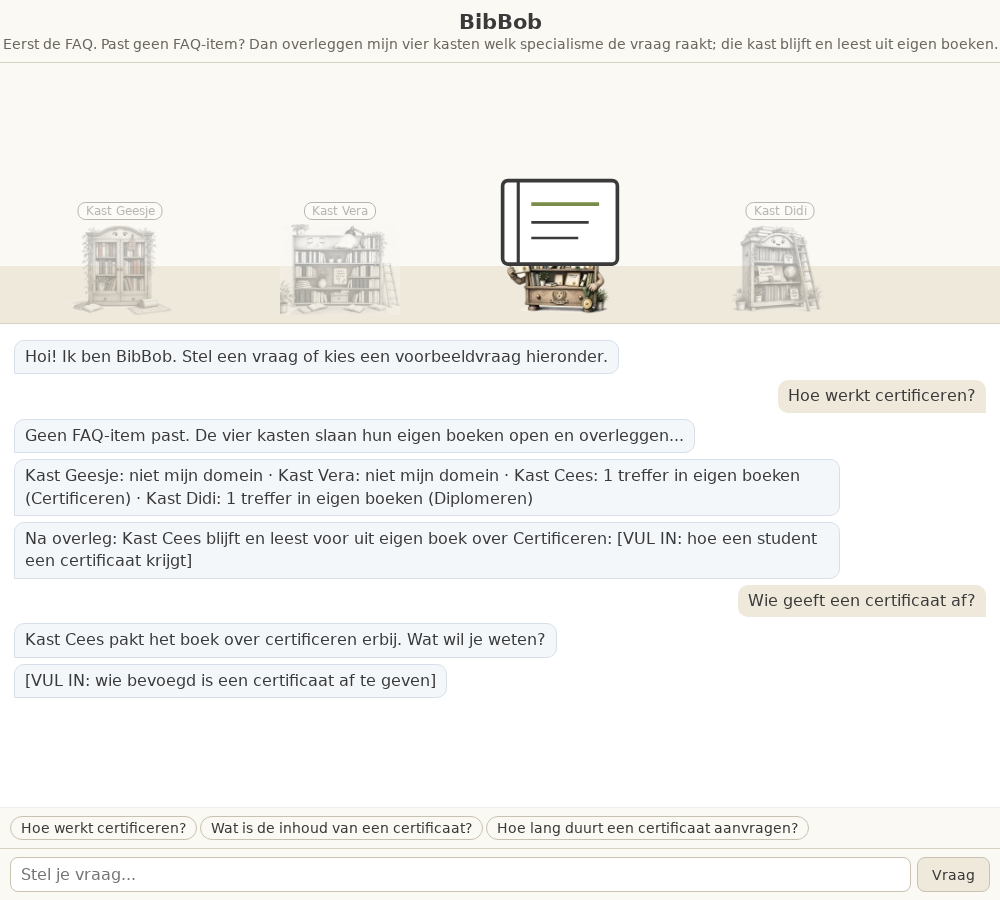 BibBob
Eerst de FAQ. Past geen FAQ-item? Dan overleggen mijn vier kasten welk specialisme de vraag raakt; die kast blijft en leest uit eigen boeken.
Kast Geesje
Kast Vera
Kast Didi
Hoi! Ik ben BibBob. Stel een vraag of kies een voorbeeldvraag hieronder.
Hoe werkt certificeren?
Geen FAQ-item past. De vier kasten slaan hun eigen boeken open en overleggen...
Kast Geesje: niet mijn domein · Kast Vera: niet mijn domein · Kast Cees: 1 treffer in eigen boeken
(Certificeren) · Kast Didi: 1 treffer in eigen boeken (Diplomeren)
Na overleg: Kast Cees blijft en leest voor uit eigen boek over Certificeren: [VUL IN: hoe een student
een certificaat krijgt]
Wie geeft een certificaat af?
Kast Cees pakt het boek over certificeren erbij. Wat wil je weten?
[VUL IN: wie bevoegd is een certificaat af te geven]
Hoe werkt certificeren?
Wat is de inhoud van een certificaat?
Hoe lang duurt een certificaat aanvragen?
Stel je vraag...
Vraag